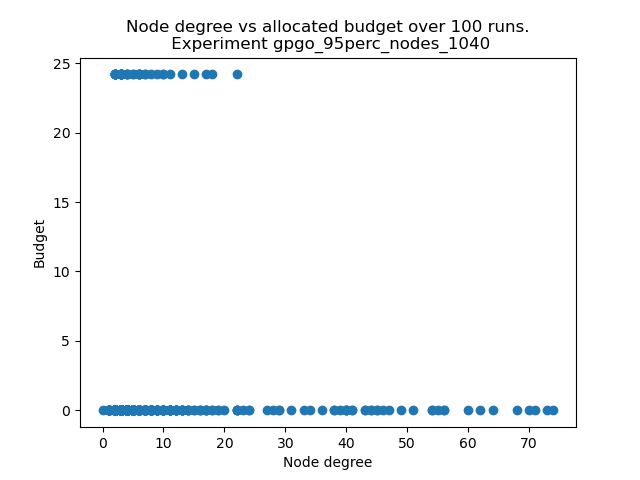 Node degree vs allocated budget over 100 runs.
Experiment gpgo_95perc_nodes_1040
25
20
15
10
5
0
Budget
0 10 20 30 40 50 60 70
Node degree